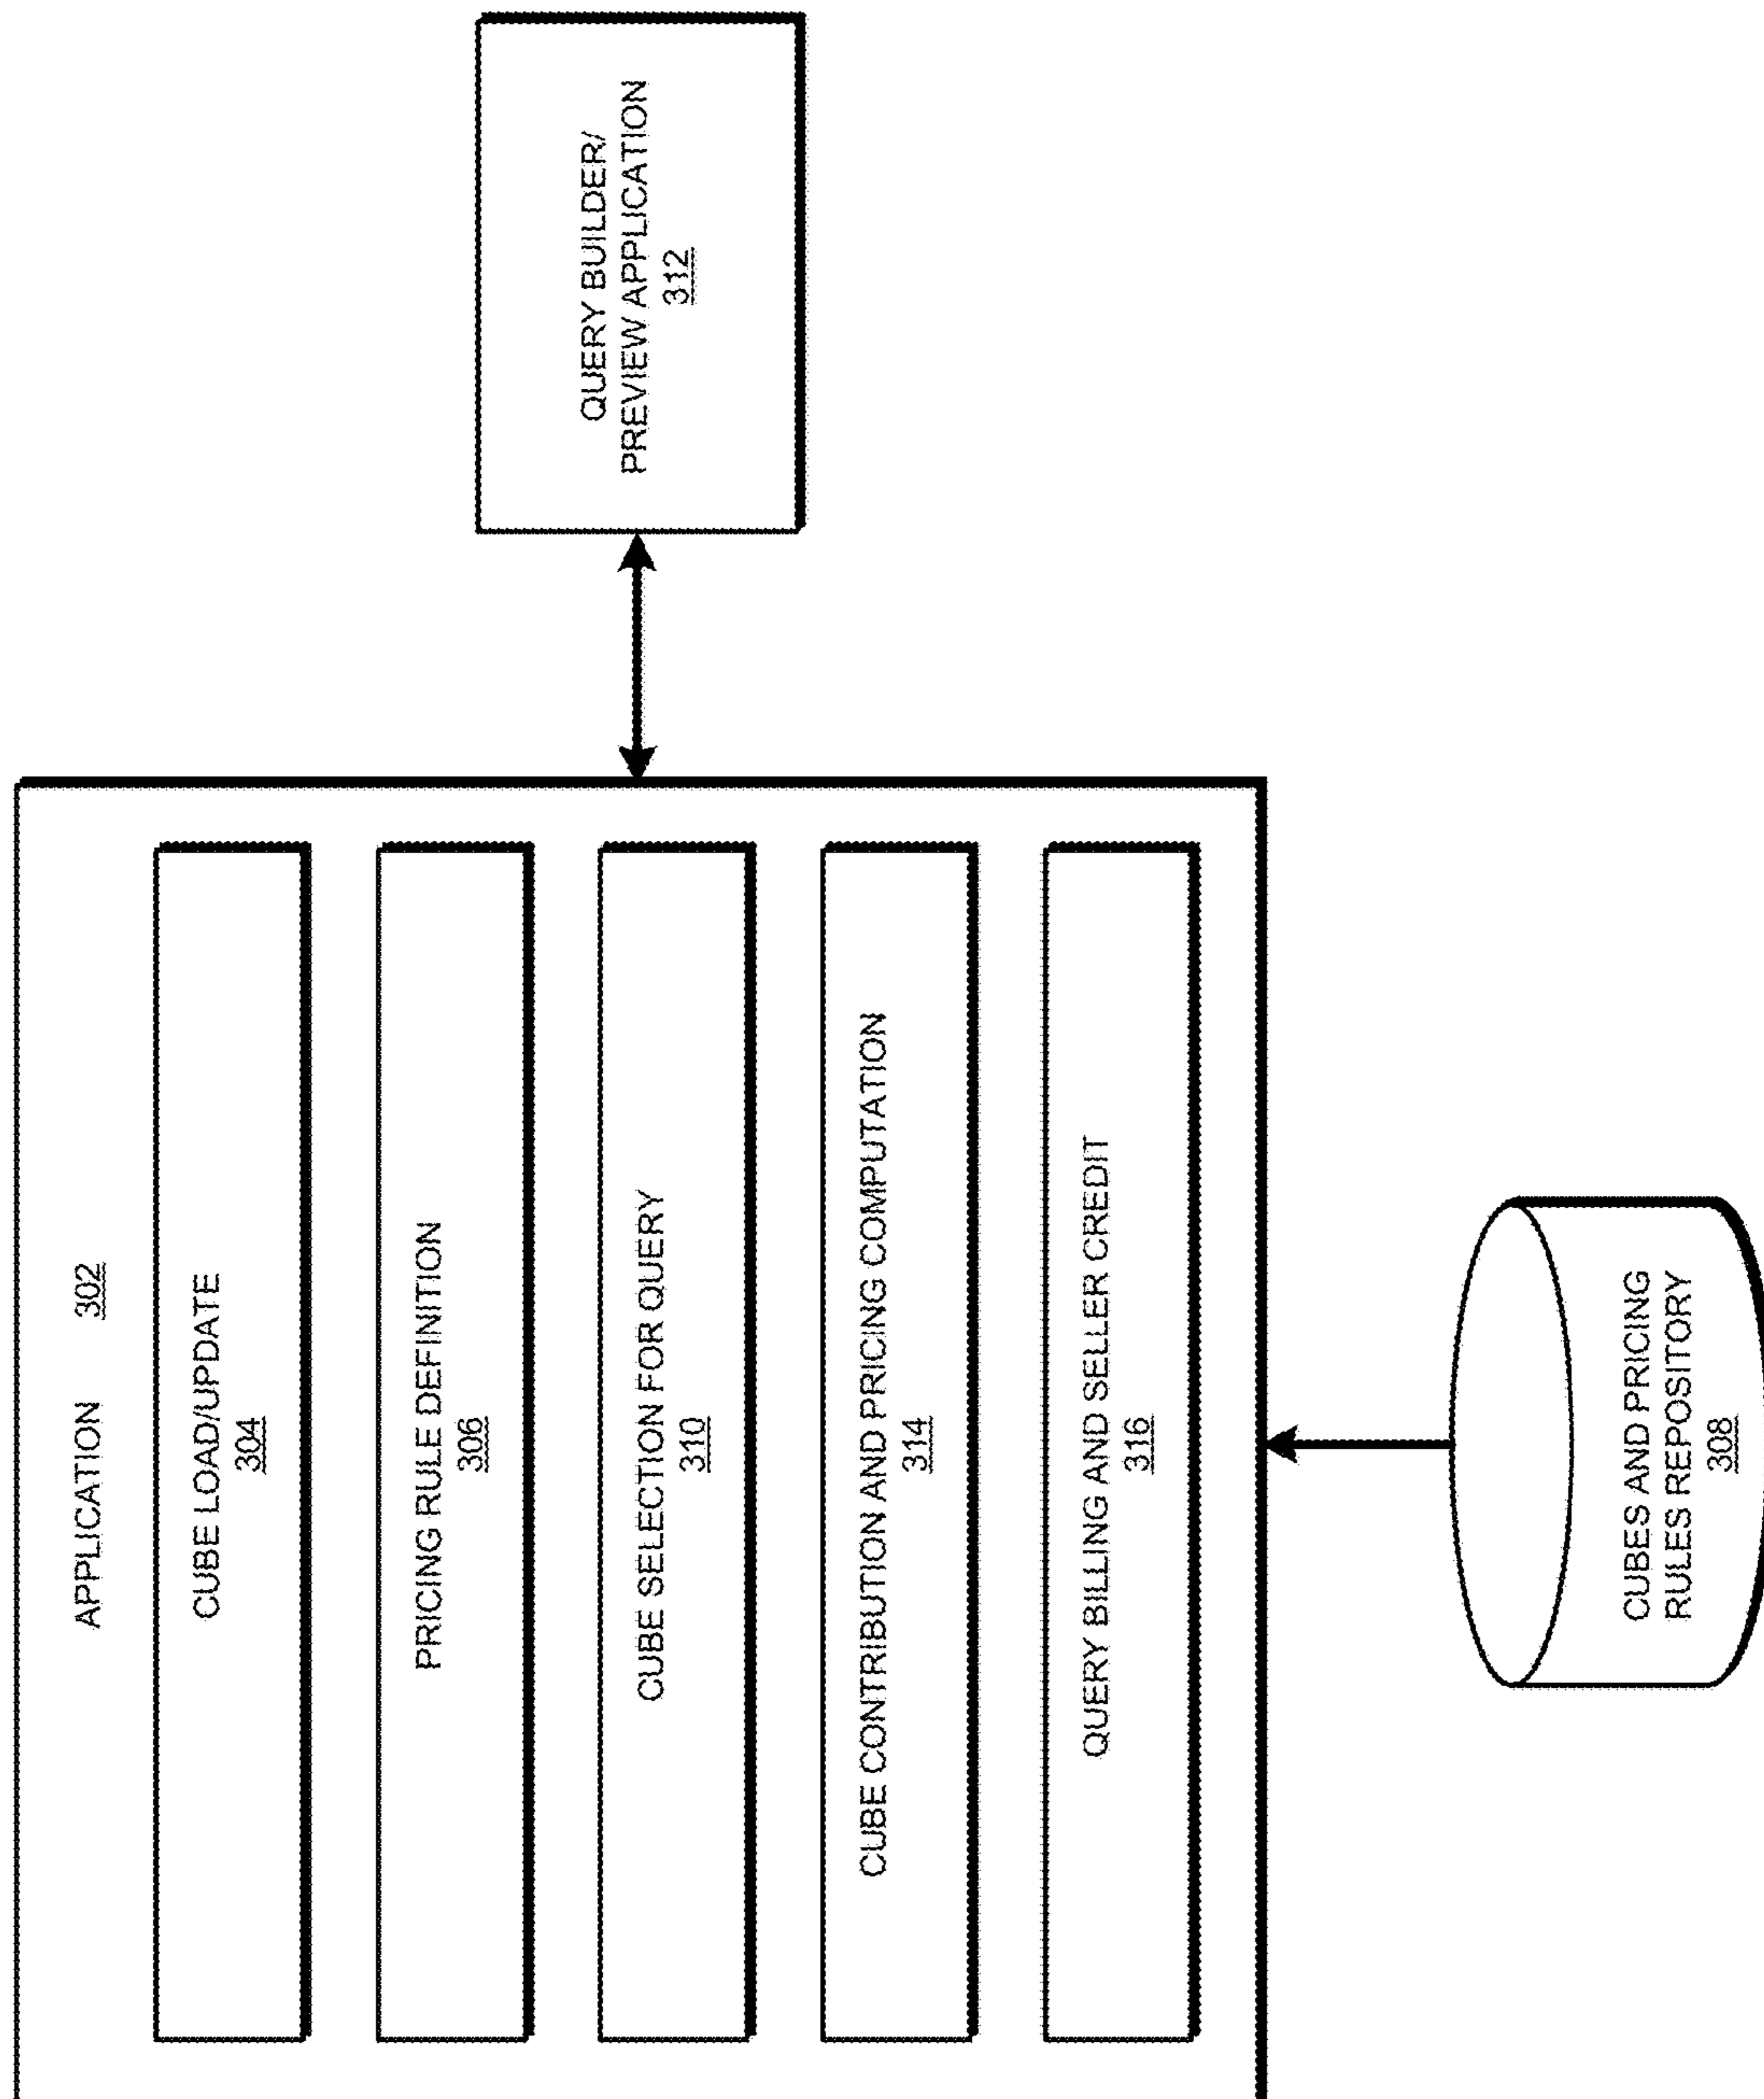 APPLICATION 302
CUBE LOAD/UPDATE
304
PRICING RULE DEFINITION
306
CUBE SELECTION FOR QUERY
310
CUBE CONTRIBUTION AND PRICING COMPUTATION
314
QUERY BILLING AND SELLER CREDIT
316
QUERY BUILDER/
PREVIEW APPLICATION
312
CUBES AND PRICING
RULES REPOSITORY
308